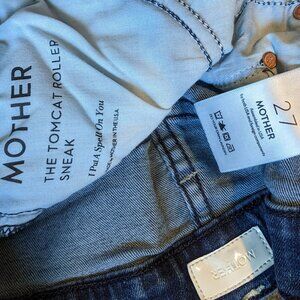 MOTHER
THE TOMCAT ROLLER
SNEAK
I Put A Spell On You
27
MOTHER
MOTHER